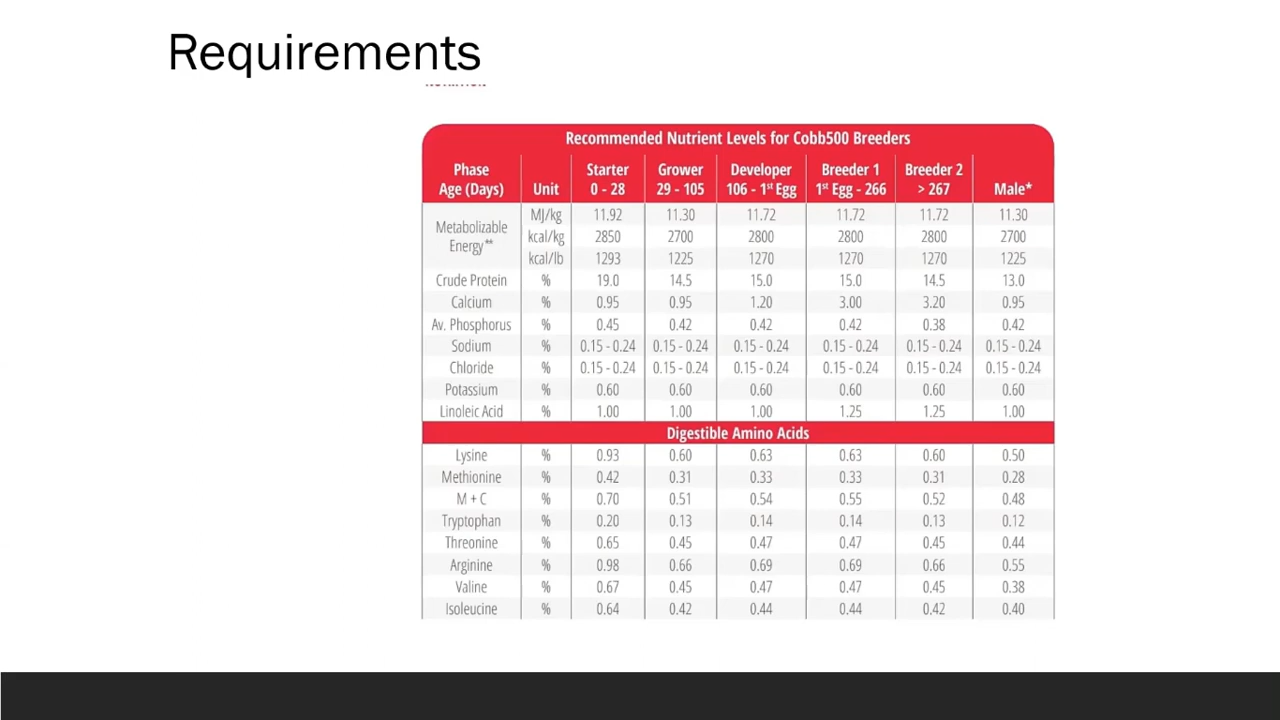 Requirements
Recommended Nutrient Levels for Cobb500 Breeders
Phase Age (Days) Unit Starter 0 - 28 Grower 29 - 105 Developer 106 - 1st Egg Breeder 1 1st Egg - 266 Breeder 2 > 267 Male*
Metabolizable Energy** MJ/kg 11.92 11.30 11.72 11.72 11.72 11.30
kcal/kg 2850 2700 2800 2800 2800 2700
kcal/lb 1293 1225 1270 1270 1270 1225
Crude Protein % 19.0 14.5 15.0 15.0 14.5 13.0
Calcium % 0.95 0.95 1.20 3.00 3.20 0.95
Av. Phosphorus % 0.45 0.42 0.42 0.42 0.38 0.42
Sodium % 0.15 - 0.24 0.15 - 0.24 0.15 - 0.24 0.15 - 0.24 0.15 - 0.24 0.15 - 0.24
Chloride % 0.15 - 0.24 0.15 - 0.24 0.15 - 0.24 0.15 - 0.24 0.15 - 0.24 0.15 - 0.24
Potassium % 0.60 0.60 0.60 0.60 0.60 0.60
Linoleic Acid % 1.00 1.00 1.00 1.25 1.25 1.00
Digestible Amino Acids
Lysine % 0.93 0.60 0.63 0.63 0.60 0.50
Methionine % 0.42 0.31 0.33 0.33 0.31 0.28
M + C % 0.70 0.51 0.54 0.55 0.52 0.48
Tryptophan % 0.20 0.13 0.14 0.14 0.13 0.12
Threonine % 0.65 0.45 0.47 0.47 0.45 0.44
Arginine % 0.98 0.66 0.69 0.69 0.66 0.55
Valine % 0.67 0.45 0.47 0.47 0.45 0.38
Isoleucine % 0.64 0.42 0.44 0.44 0.42 0.40